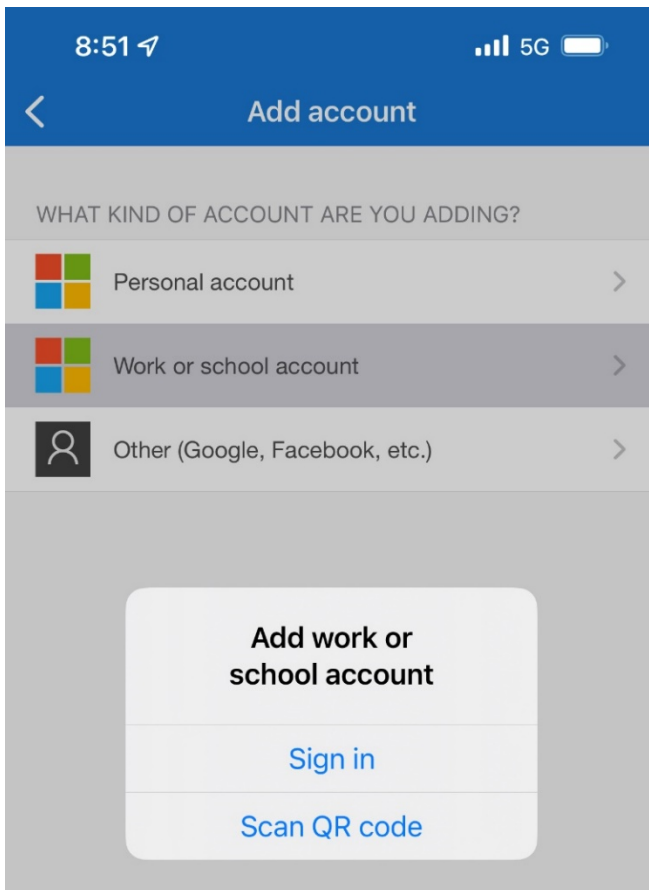 8:51
5G
Add account
WHAT KIND OF ACCOUNT ARE YOU ADDING?
Personal account
Work or school account
Other (Google, Facebook, etc.)
Add work or
school account
Sign in
Scan QR code